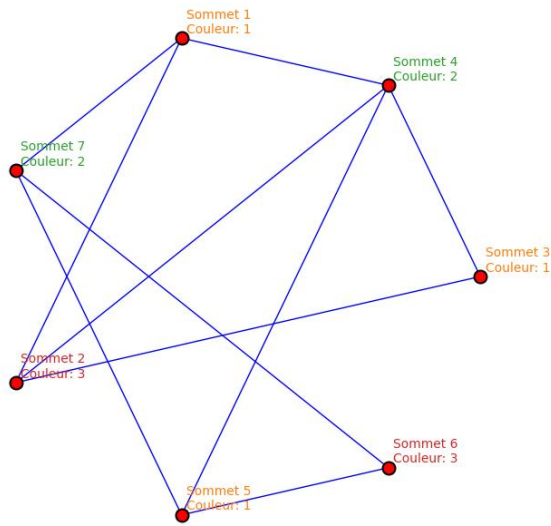 Sommet 1
Couleur: 1
Sommet 4
Couleur: 2
Sommet 7
Couleur: 2
Sommet 3
Couleur: 1
Sommet 2
Couleur: 3
Sommet 6
Couleur: 3
Sommet 5
Couleur: 1